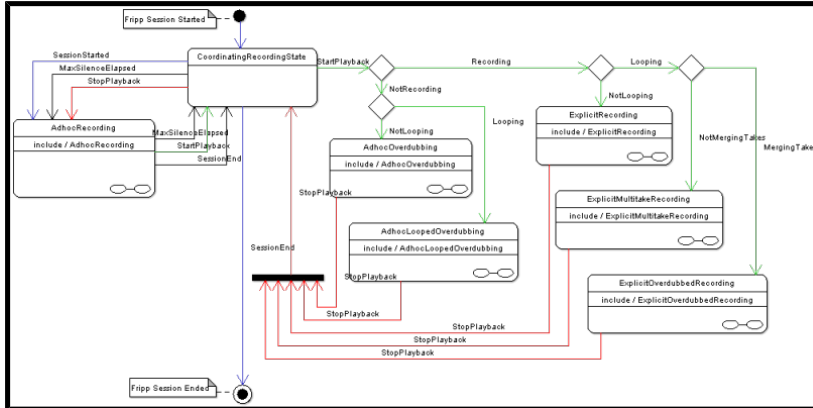 Fripp Session Started
CoordinatingRecordingState
SessionStarted
MaxSilenceElapsed
StopPlayback
StartPlayback
Recording
Looping
NotRecording
NotLooping
AdhocRecording
include / AdhocRecording
MaxSilenceElapsed
StartPlayback
SessionEnd
NotLooping
Looping
ExplicitRecording
include / ExplicitRecording
NotMergingTakes
MergingTake
AdhocOverdubbing
include / AdhocOverdubbing
StopPlayback
ExplicitMultitakeRecording
include / ExplicitMultitakeRecording
AdhocLoopedOverdubbing
include / AdhocLoopedOverdubbing
SessionEnd
StopPlayback
ExplicitOverdubbedRecording
include / ExplicitOverdubbedRecording
StopPlayback
StopPlayback
StopPlayback
Fripp Session Ended